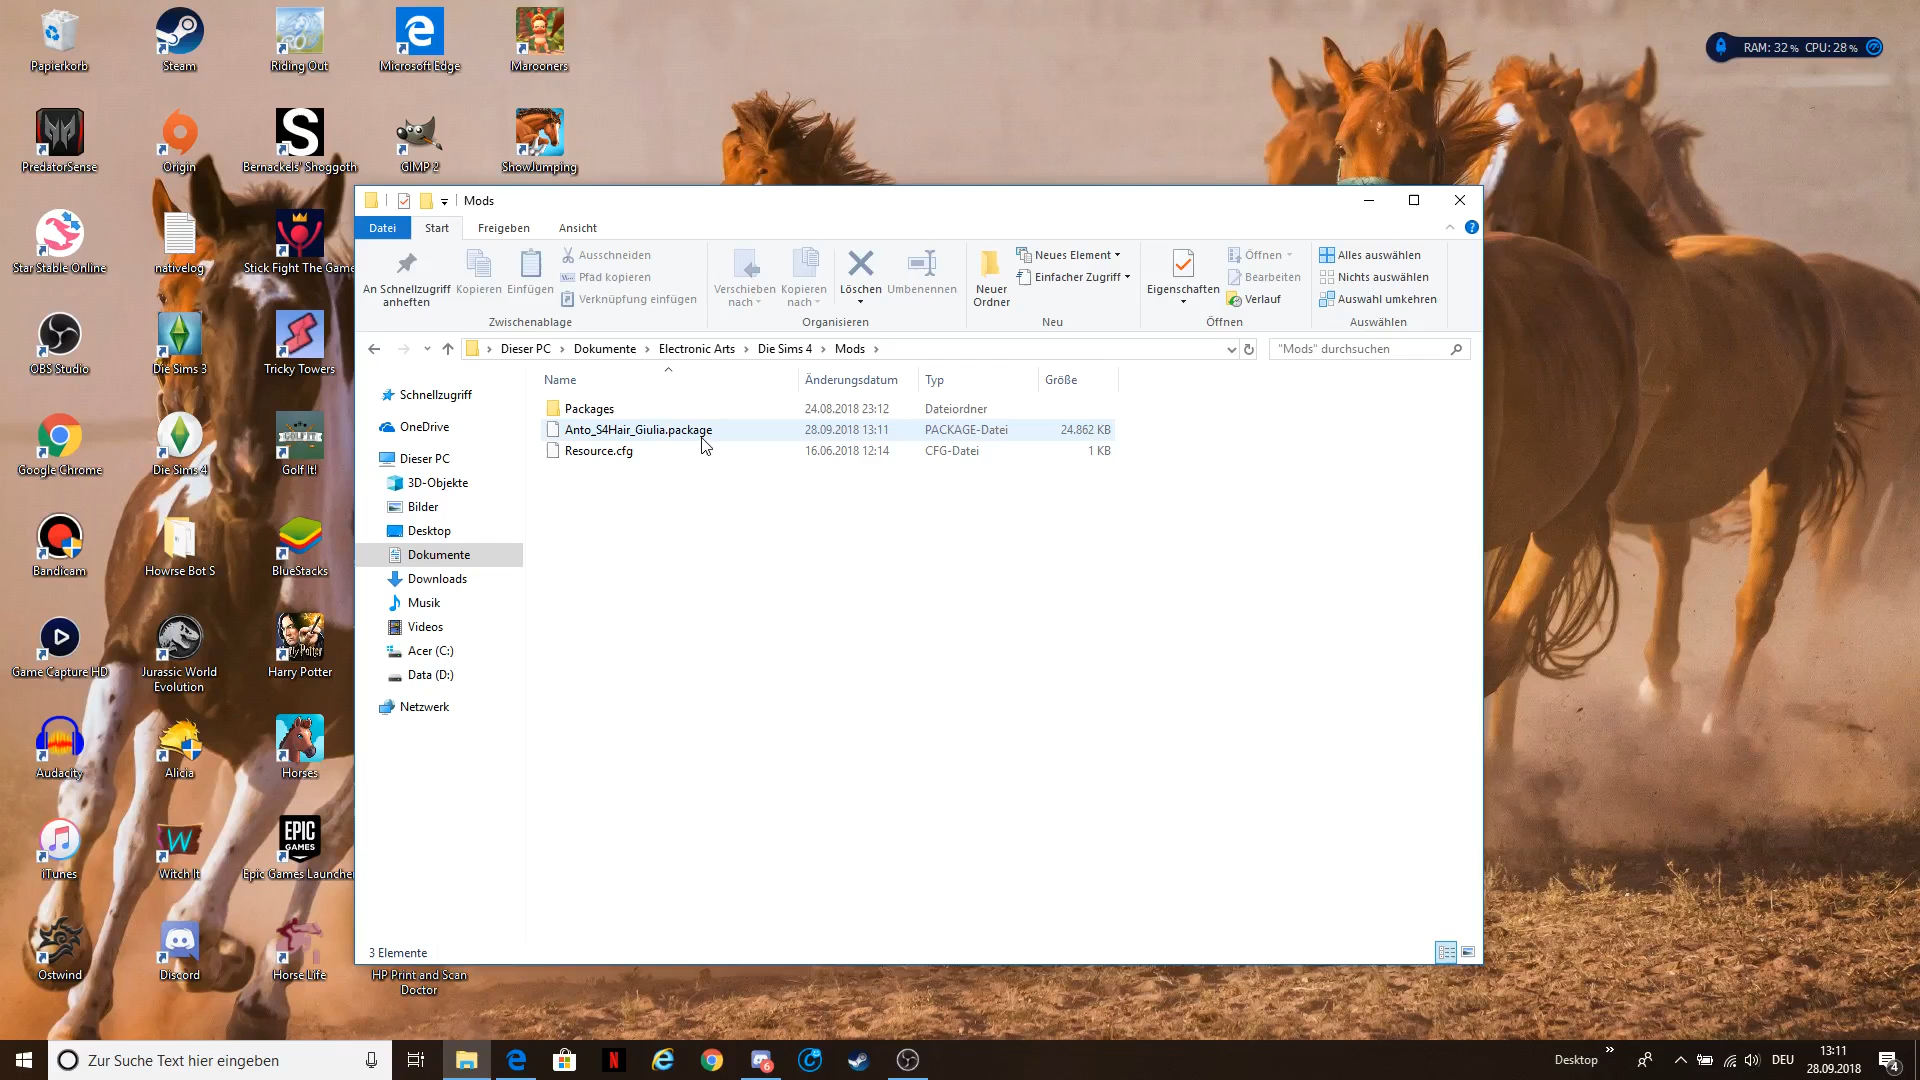 Papierkorb
Steam
Riding Out
Microsoft Edge
Marooners
RAM: 32% CPU: 28%
PredatorSense
Origin
Bernackels' Shoggoth
GIMP 2
ShowJumping
Star Stable Online
nativelog
Stick Fight The Game
OBS Studio
Die Sims 3
Tricky Towers
Google Chrome
Die Sims 4
Golf It!
Bandicam
Howrse Bot S
BlueStacks
Game Capture HD
Jurassic World
Evolution
Harry Potter
Audacity
Alicia
Horses
iTunes
Witch It
EPIC
GAMES
Epic Games Launcher
Ostwind
Discord
Horse Life
HP Print and Scan
Doctor
Mods
Datei Start Freigeben Ansicht
An Schnellzugriff
anheften
Kopieren
Einfügen
Ausschneiden
Pfad kopieren
Verknüpfung einfügen
Zwischenablage
Verschieben
nach
Kopieren
nach
Löschen
Umbenennen
Organisieren
Neuer
Ordner
Neues Element
Einfacher Zugriff
Neu
Eigenschaften
Öffnen
Bearbeiten
Verlauf
Öffnen
Alles auswählen
Nichts auswählen
Auswahl umkehren
Auswählen
Dieser PC > Dokumente > Electronic Arts > Die Sims 4 > Mods >
"Mods" durchsuchen
Schnellzugriff
OneDrive
Dieser PC
3D-Objekte
Bilder
Desktop
Dokumente
Downloads
Musik
Videos
Acer (C:)
Data (D:)
Netzwerk
Name Änderungsdatum Typ Größe
Packages 24.08.2018 23:12 Dateiordner
Anto_S4Hair_Giulia.package 28.09.2018 13:11 PACKAGE-Datei 24.862 KB
Resource.cfg 16.06.2018 12:14 CFG-Datei 1 KB
3 Elemente
Zur Suche Text hier eingeben
6
Desktop
DEU
13:11
28.09.2018
4